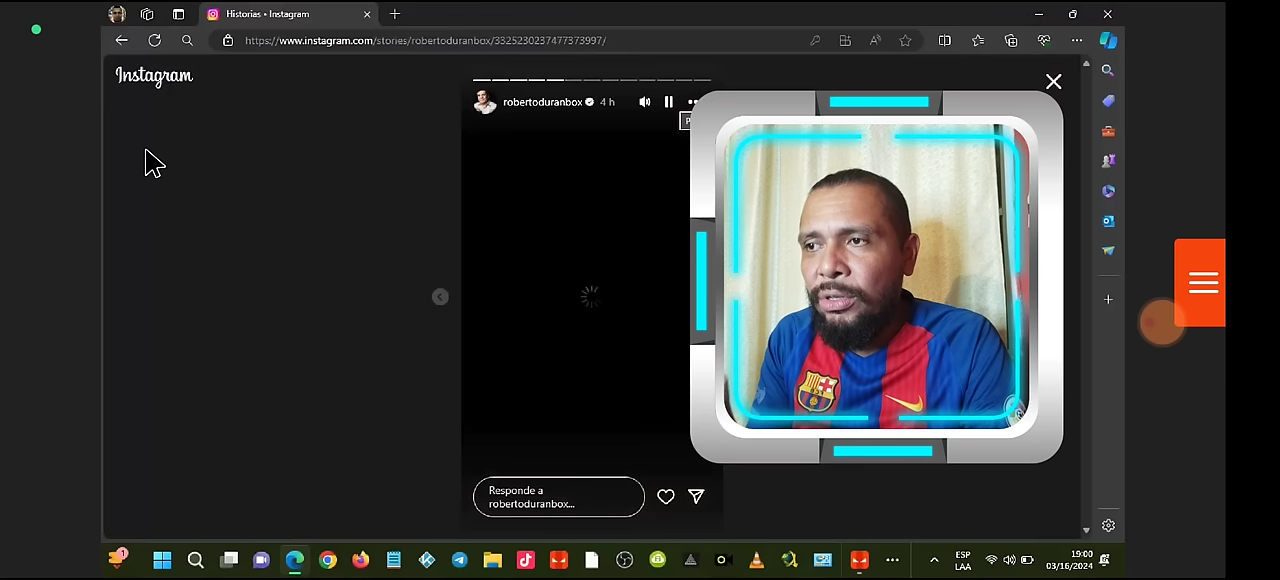 Historias • Instagram
https://www.instagram.com/stories/robertoduranbox/3325230237477373997/
Instagram
robertoduranbox 4 h
Responde a
robertoduranbox...
1
ESP
LAA
19:00
03/16/2024